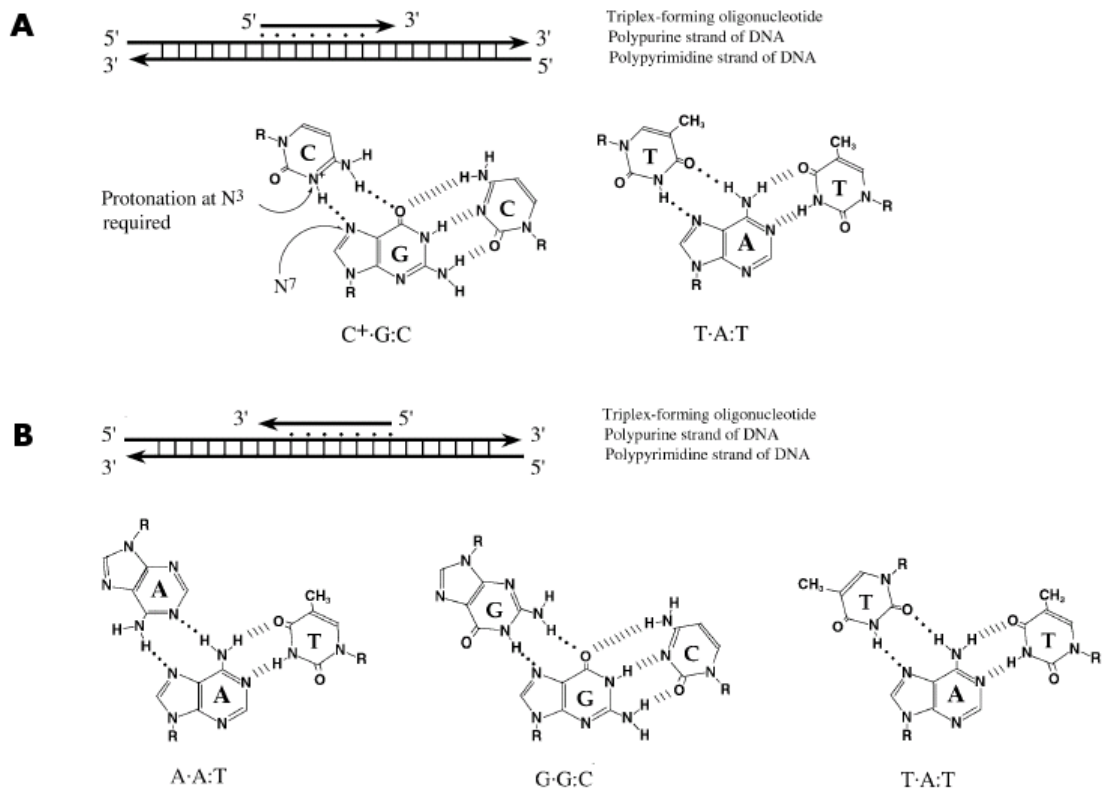 A
5' 3'
5' 3'
3' 5'
Triplex-forming oligonucleotide
Polypurine strand of DNA
Polypyrimidine strand of DNA
Protonation at N3
required
N7
R N C N H H
O N+ H
O H N H
N C
N H N R
G
N N N H O
R N H H
C+·G:C
R N T CH3
O N O
H H H
N N
A
N N
R
CH3
O T
H N N R
O
T·A:T
B
3' 5'
5' 3'
3' 5'
Triplex-forming oligonucleotide
Polypurine strand of DNA
Polypyrimidine strand of DNA
R
N N
A
N N
H N H
H H
N N
A
N N
R
CH3
O T
H N N R
O
A·A:T
R
N N
G
N N H
O N H
H
O H N H
N C
N H N R
G O
N N N H
R H
G·G:C
R
CH3 N
T
O N O
H H H
N N
A
N N
R
CH3
O T
H N N R
O
T·A:T